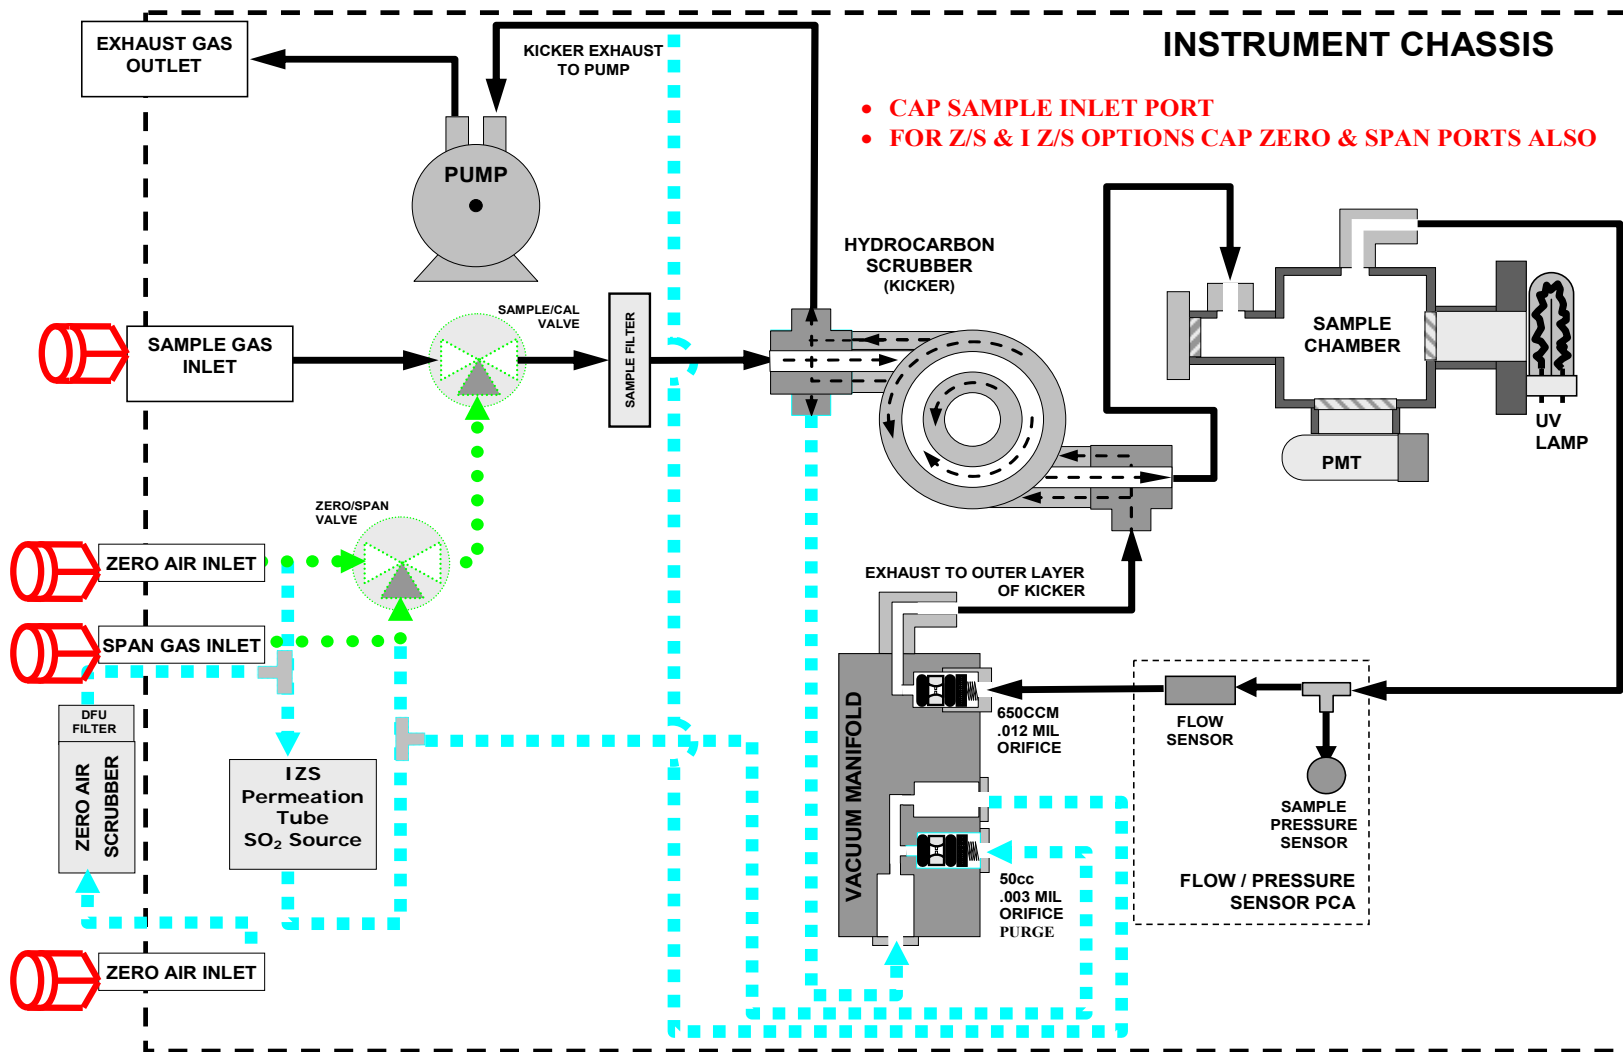 EXHAUST GAS
OUTLET
KICKER EXHAUST
TO PUMP
INSTRUMENT CHASSIS
• CAP SAMPLE INLET PORT
• FOR Z/S & I Z/S OPTIONS CAP ZERO & SPAN PORTS ALSO
PUMP
HYDROCARBON
SCRUBBER
(KICKER)
SAMPLE/CAL
VALVE
SAMPLE FILTER
SAMPLE GAS
INLET
SAMPLE
CHAMBER
UV
LAMP
PMT
ZERO/SPAN
VALVE
ZERO AIR INLET
EXHAUST TO OUTER LAYER
OF KICKER
SPAN GAS INLET
DFU
FILTER
ZERO AIR
SCRUBBER
IZS
Permeation
Tube
SO₂ Source
VACUUM MANIFOLD
650CCM
.012 MIL
ORIFICE
FLOW
SENSOR
SAMPLE
PRESSURE
SENSOR
50cc
.003 MIL
ORIFICE
PURGE
FLOW / PRESSURE
SENSOR PCA
ZERO AIR INLET